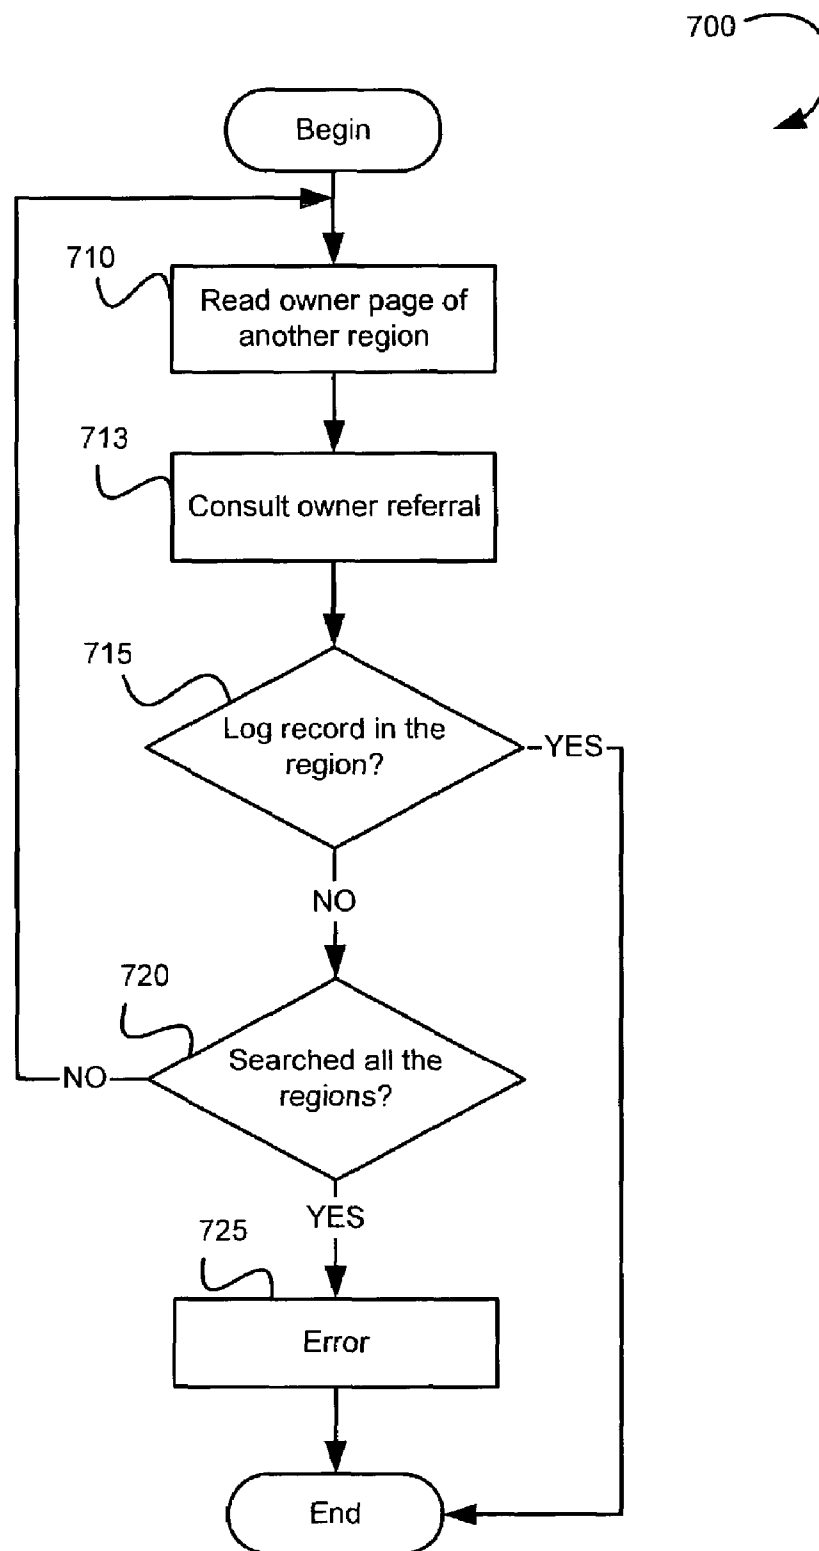 700
Begin
710
Read owner page of
another region
713
Consult owner referral
715
Log record in the
region?
YES
NO
720
Searched all the
regions?
NO
YES
725
Error
End